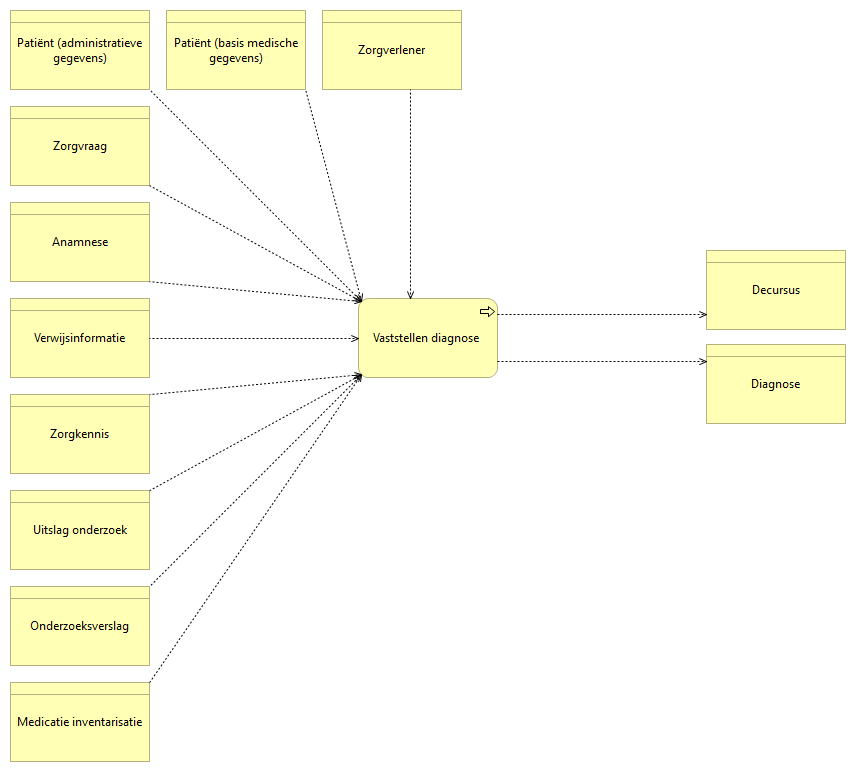 Patiënt (administratieve
gegevens)
Patiënt (basis medische
gegevens)
Zorgverlener
Zorgvraag
Anamnese
Verwijsinformatie
Zorgkennis
Uitslag onderzoek
Onderzoeksverslag
Medicatie inventarisatie
Vaststellen diagnose
Decursus
Diagnose